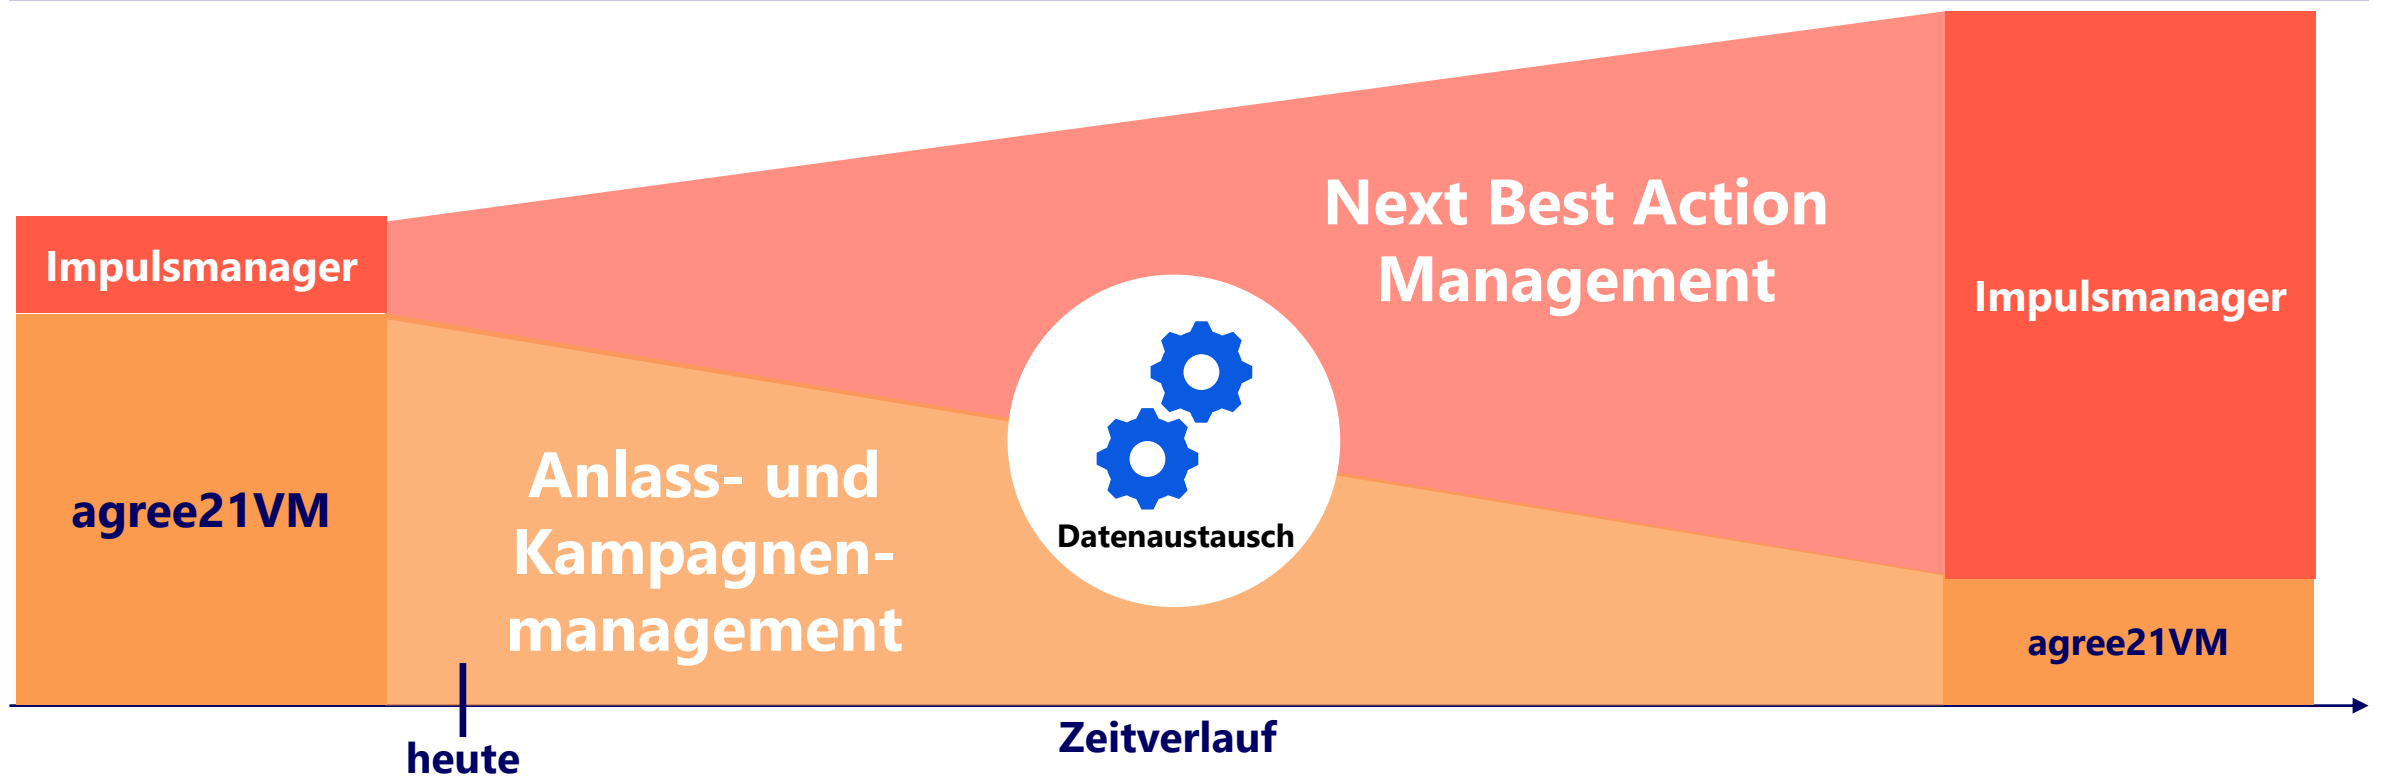 Impulsmanager
agree21VM
Anlass- und
Kampagnen-
management
Datenaustausch
Next Best Action
Management
Impulsmanager
agree21VM
heute
Zeitverlauf